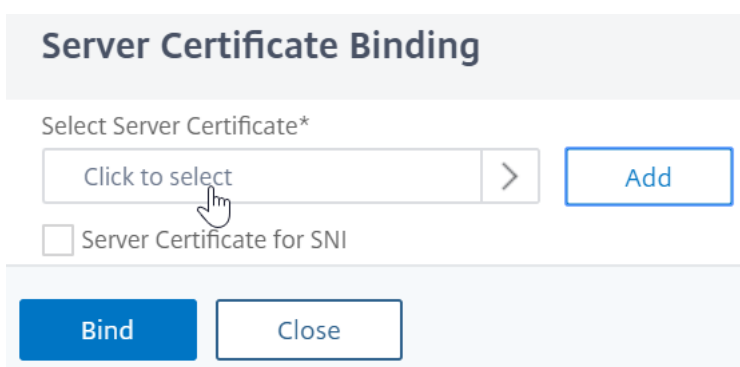 Server Certificate Binding
Select Server Certificate*
Click to select
Add
Server Certificate for SNI
Bind
Close